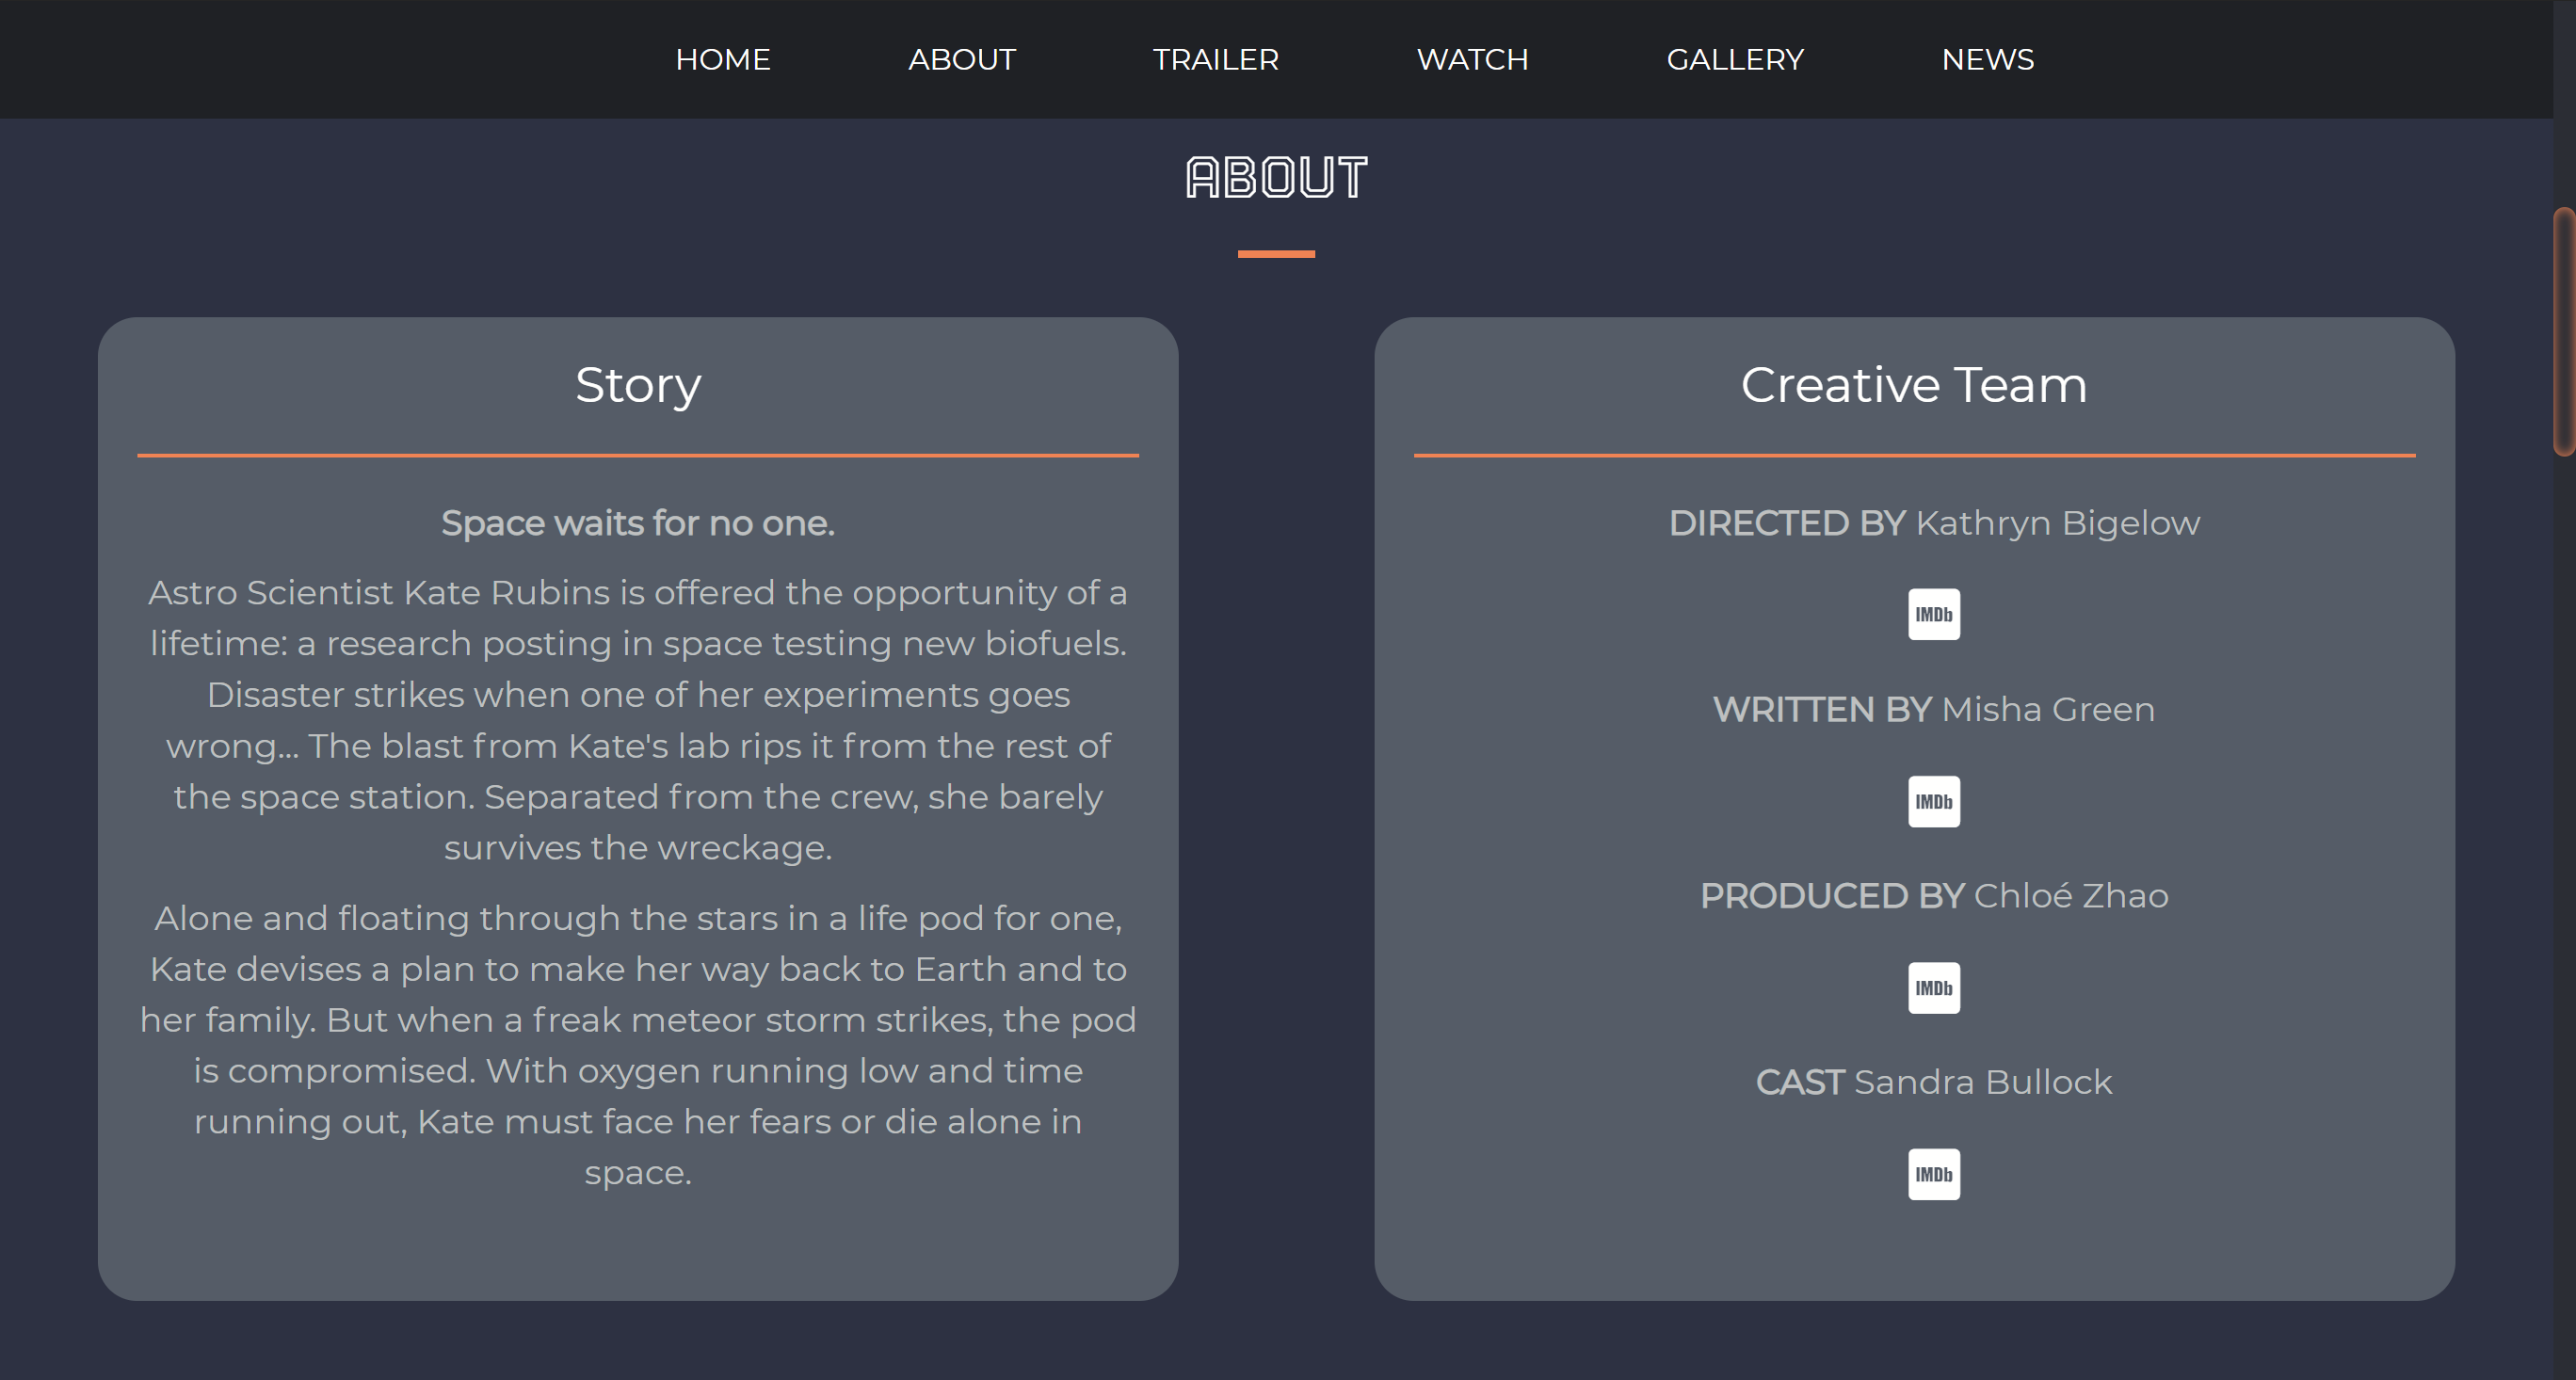 HOME ABOUT TRAILER WATCH GALLERY NEWS
ABOUT
Story
Space waits for no one.
Astro Scientist Kate Rubins is offered the opportunity of a
lifetime: a research posting in space testing new biofuels.
Disaster strikes when one of her experiments goes
wrong... The blast from Kate's lab rips it from the rest of
the space station. Separated from the crew, she barely
survives the wreckage.
Alone and floating through the stars in a life pod for one,
Kate devises a plan to make her way back to Earth and to
her family. But when a freak meteor storm strikes, the pod
is compromised. With oxygen running low and time
running out, Kate must face her fears or die alone in
space.
Creative Team
DIRECTED BY Kathryn Bigelow
IMDb
WRITTEN BY Misha Green
IMDb
PRODUCED BY Chloé Zhao
IMDb
CAST Sandra Bullock
IMDb